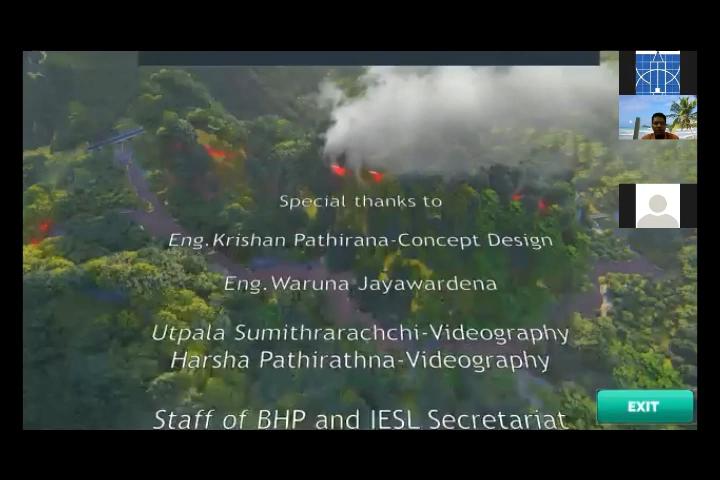 Special thanks to
Eng.Krishan Pathirana-Concept Design
Eng.Waruna Jayawardena
Utpala Sumithrarachchi-Videography
Harsha Pathirathna-Videography
Staff of BHP and IESL Secretariat
EXIT